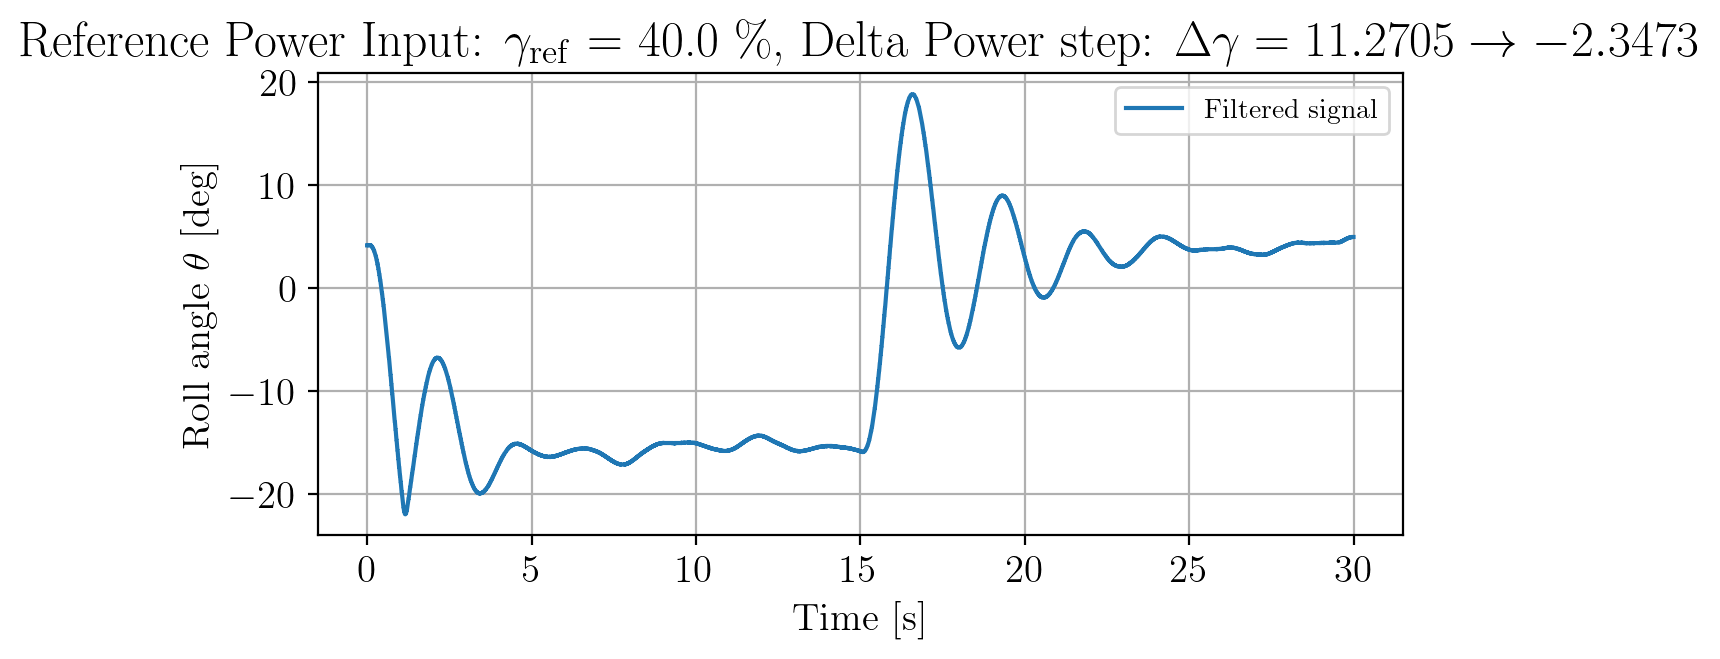 Reference Power Input: γref = 40.0 %, Delta Power step: Δγ = 11.2705 → −2.3473
20
Filtered signal
10
0
−10
−20
Roll angle θ [deg]
0 5 10 15 20 25 30
Time [s]